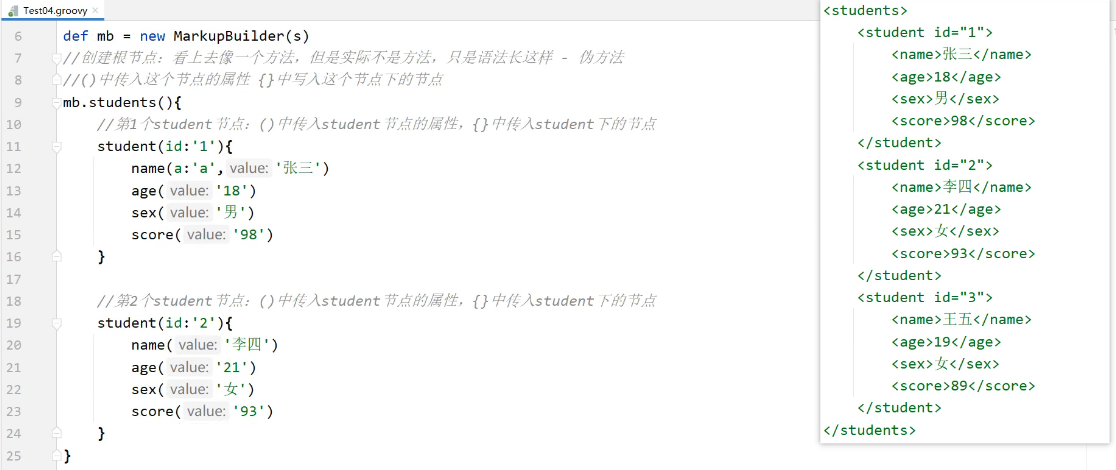 Test04.groovy
6 def mb = new MarkupBuilder(s)
7 //创建根节点：看上去像一个方法，但是实际不是方法，只是语法长这样 - 伪方法
8 //()中传入这个节点的属性 {}中写入这个节点下的节点
9 mb.students(){
10 //第1个student节点：()中传入student节点的属性，{}中传入student下的节点
11 student(id:'1'){
12 name(a:'a', value: '张三')
13 age( value: '18')
14 sex( value: '男')
15 score( value: '98')
16 }
17
18 //第2个student节点：()中传入student节点的属性，{}中传入student下的节点
19 student(id:'2'){
20 name( value: '李四')
21 age( value: '21')
22 sex( value: '女')
23 score( value: '93')
24 }
25 }
<students>
<student id="1">
<name>张三</name>
<age>18</age>
<sex>男</sex>
<score>98</score>
</student>
<student id="2">
<name>李四</name>
<age>21</age>
<sex>女</sex>
<score>93</score>
</student>
<student id="3">
<name>王五</name>
<age>19</age>
<sex>女</sex>
<score>89</score>
</student>
</students>